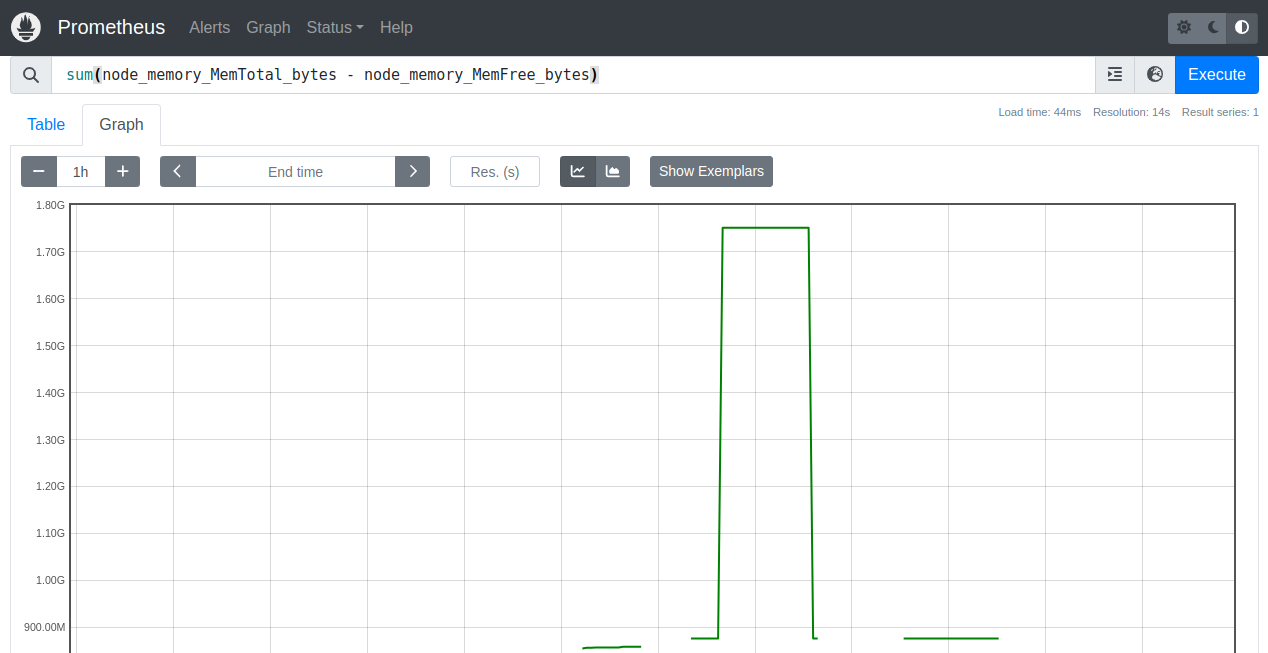 Prometheus Alerts Graph Status Help
sum(node_memory_MemTotal_bytes - node_memory_MemFree_bytes) Execute
Table Graph Load time: 44ms Resolution: 14s Result series: 1
1h End time Res. (s) Show Exemplars
1.80G
1.70G
1.60G
1.50G
1.40G
1.30G
1.20G
1.10G
1.00G
900.00M